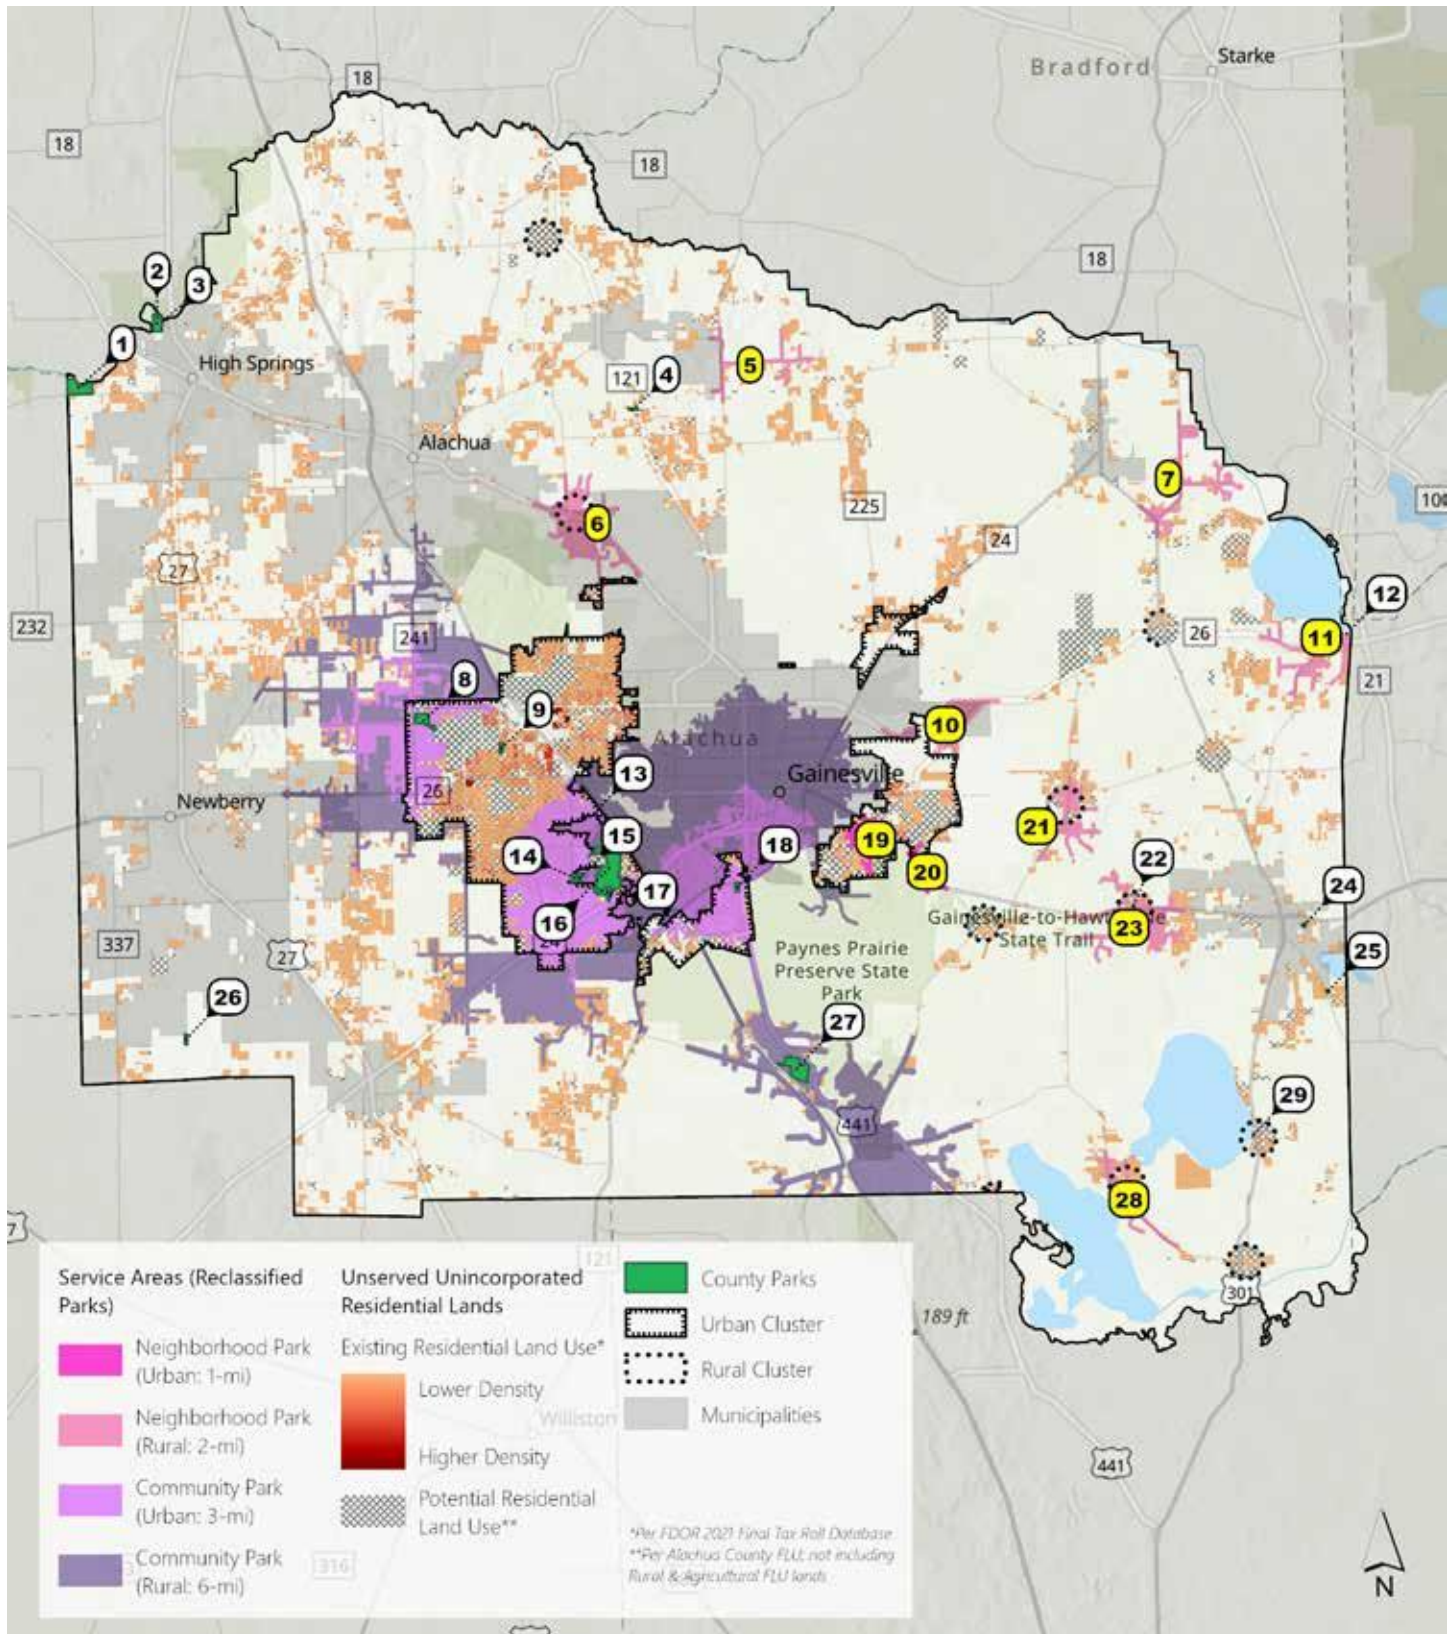 18
Bradford
Starke
18
18
18
2
3
1
High Springs
121
4
5
Alachua
225
7
100
6
24
27
232
241
12
26
11
21
8
9
10
Alachua
13
Gainesville
26
Newberry
15
14
18
19
21
20
22
24
17
16
23
Gainesville-to-Haw
State Trail
337
27
25
Paynes Prairie
Preserve State
Park
26
27
441
29
28
301
7
121
189 ft
Service Areas (Reclassified
Parks)
Neighborhood Park
(Urban: 1-mi)
Neighborhood Park
(Rural: 2-mi)
Community Park
(Urban: 3-mi)
Community Park
(Rural: 6-mi)
Unserved Unincorporated
Residential Lands
Existing Residential Land Use*
Lower Density
Higher Density
Potential Residential
Land Use**
Williston
County Parks
Urban Cluster
Rural Cluster
Municipalities
*Per FDOR 2021 Final Tax Roll Database
**Per Alachua County FLU; not including
Rural & Agricultural FLU lands
316
441
N